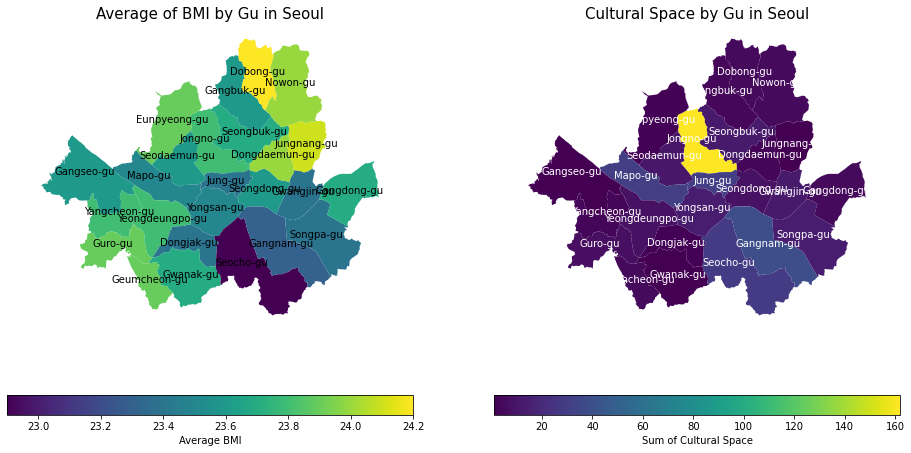 Average of BMI by Gu in Seoul
Dobong-gu
Nowon-gu
Gangbuk-gu
Eunpyeong-gu
Seongbuk-gu
Jongno-gu
Jungnang-gu
Seodaemun-gu
Dongdaemun-gu
Gangseo-gu
Mapo-gu
Jung-gu
Seongdong-gu
Gwangjin-gu
Gangdong-gu
Yangcheon-gu
Yongsan-gu
Yeongdeungpo-gu
Songpa-gu
Guro-gu
Dongjak-gu
Gangnam-gu
Seocho-gu
Gwanak-gu
Geumcheon-gu
23.0 23.2 23.4 23.6 23.8 24.0 24.2
Average BMI
Cultural Space by Gu in Seoul
Dobong-gu
Nowon-gu
angbuk-gu
npyeong-gu
Seongbuk-gu
Jongno-gu
Jungnang-
Seodaemun-gu
Dongdaemun-gu
Gangseo-gu
Mapo-gu
Jung-gu
Seongdong-gu
Gwangjin-gu
Gangdong-gu
Yangcheon-gu
Yongsan-gu
Yeongdeungpo-gu
Songpa-gu
Guro-gu
Dongjak-gu
Gangnam-gu
Seocho-gu
Gwanak-gu
ncheon-gu
20 40 60 80 100 120 140 160
Sum of Cultural Space